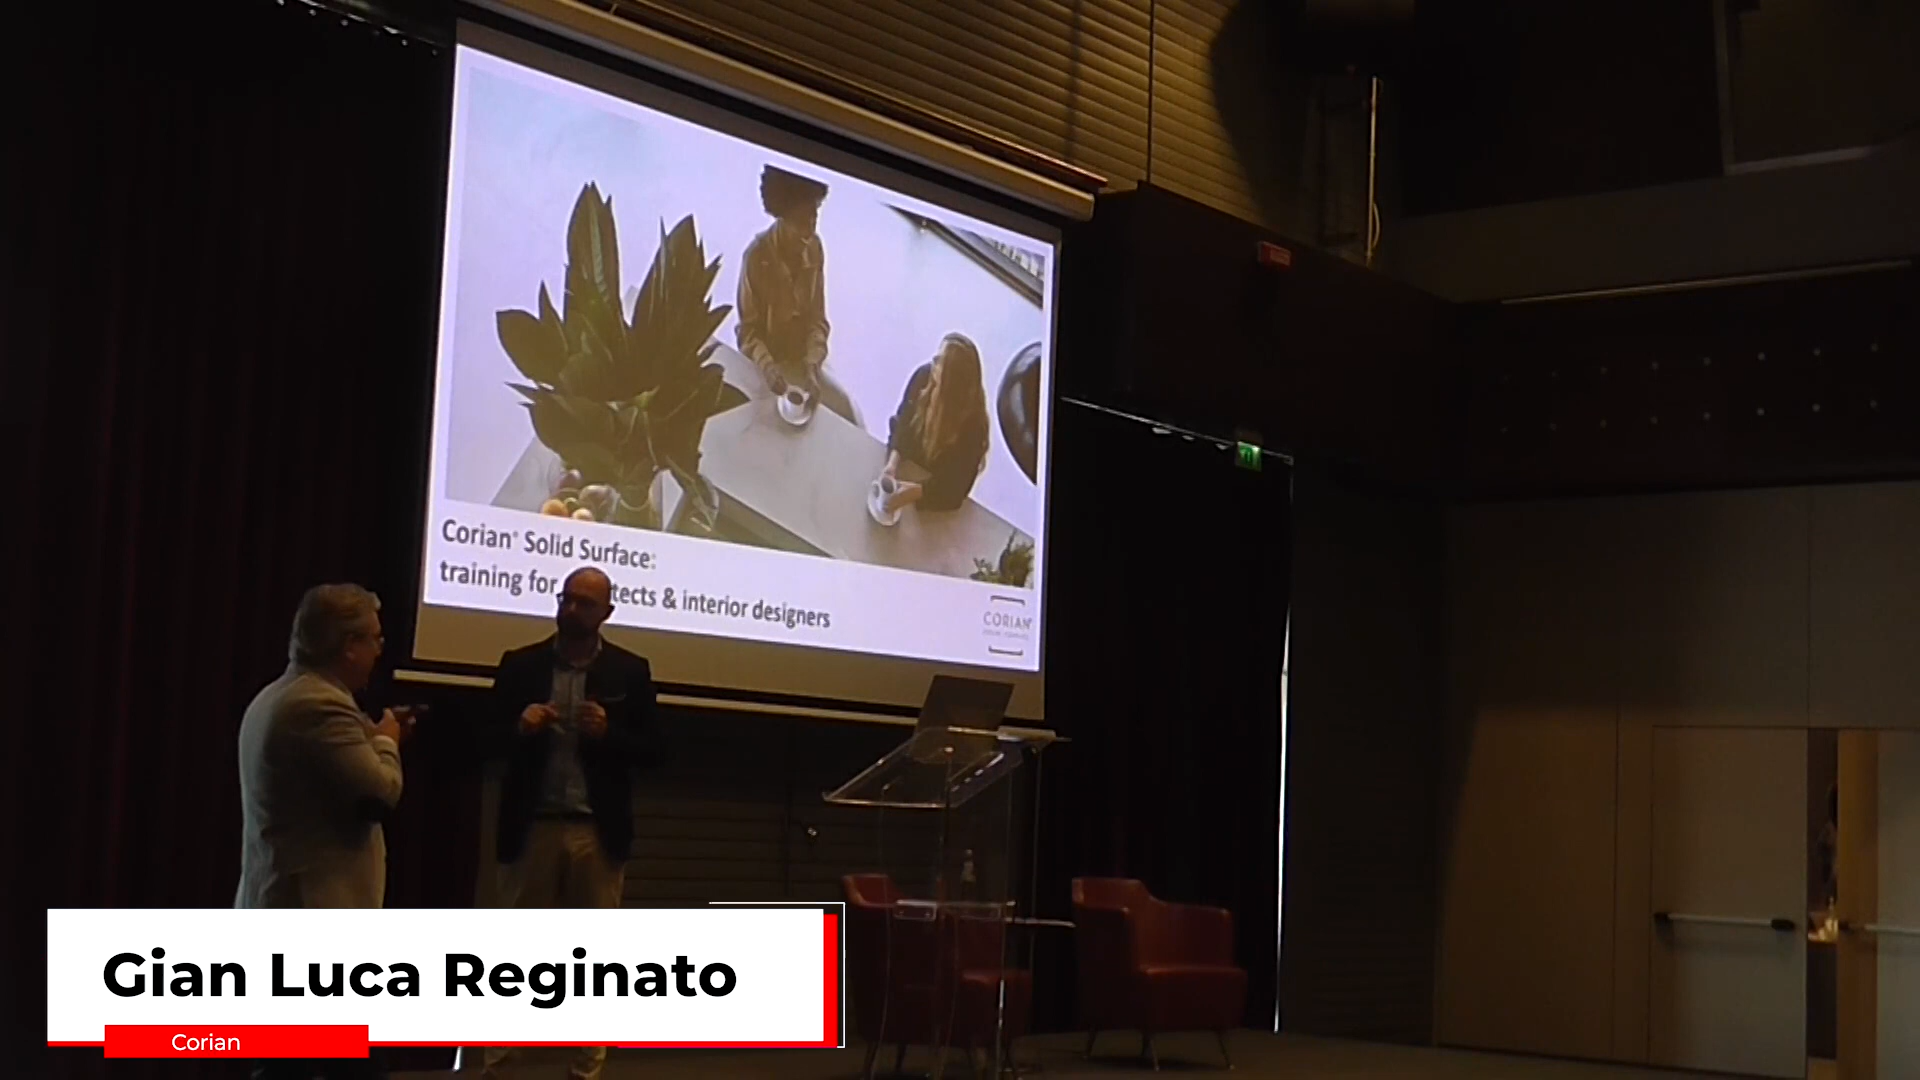 Corian® Solid Surface:
training for tects & interior designers
CORIAN®
Gian Luca Reginato
Corian